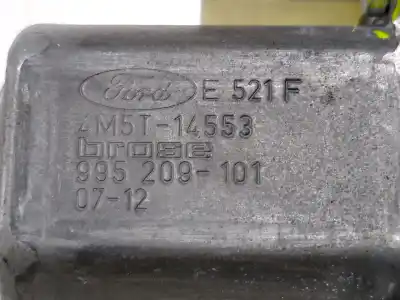 Ford E 521 F
4M5T-14553
brose
995 209-101
07-12